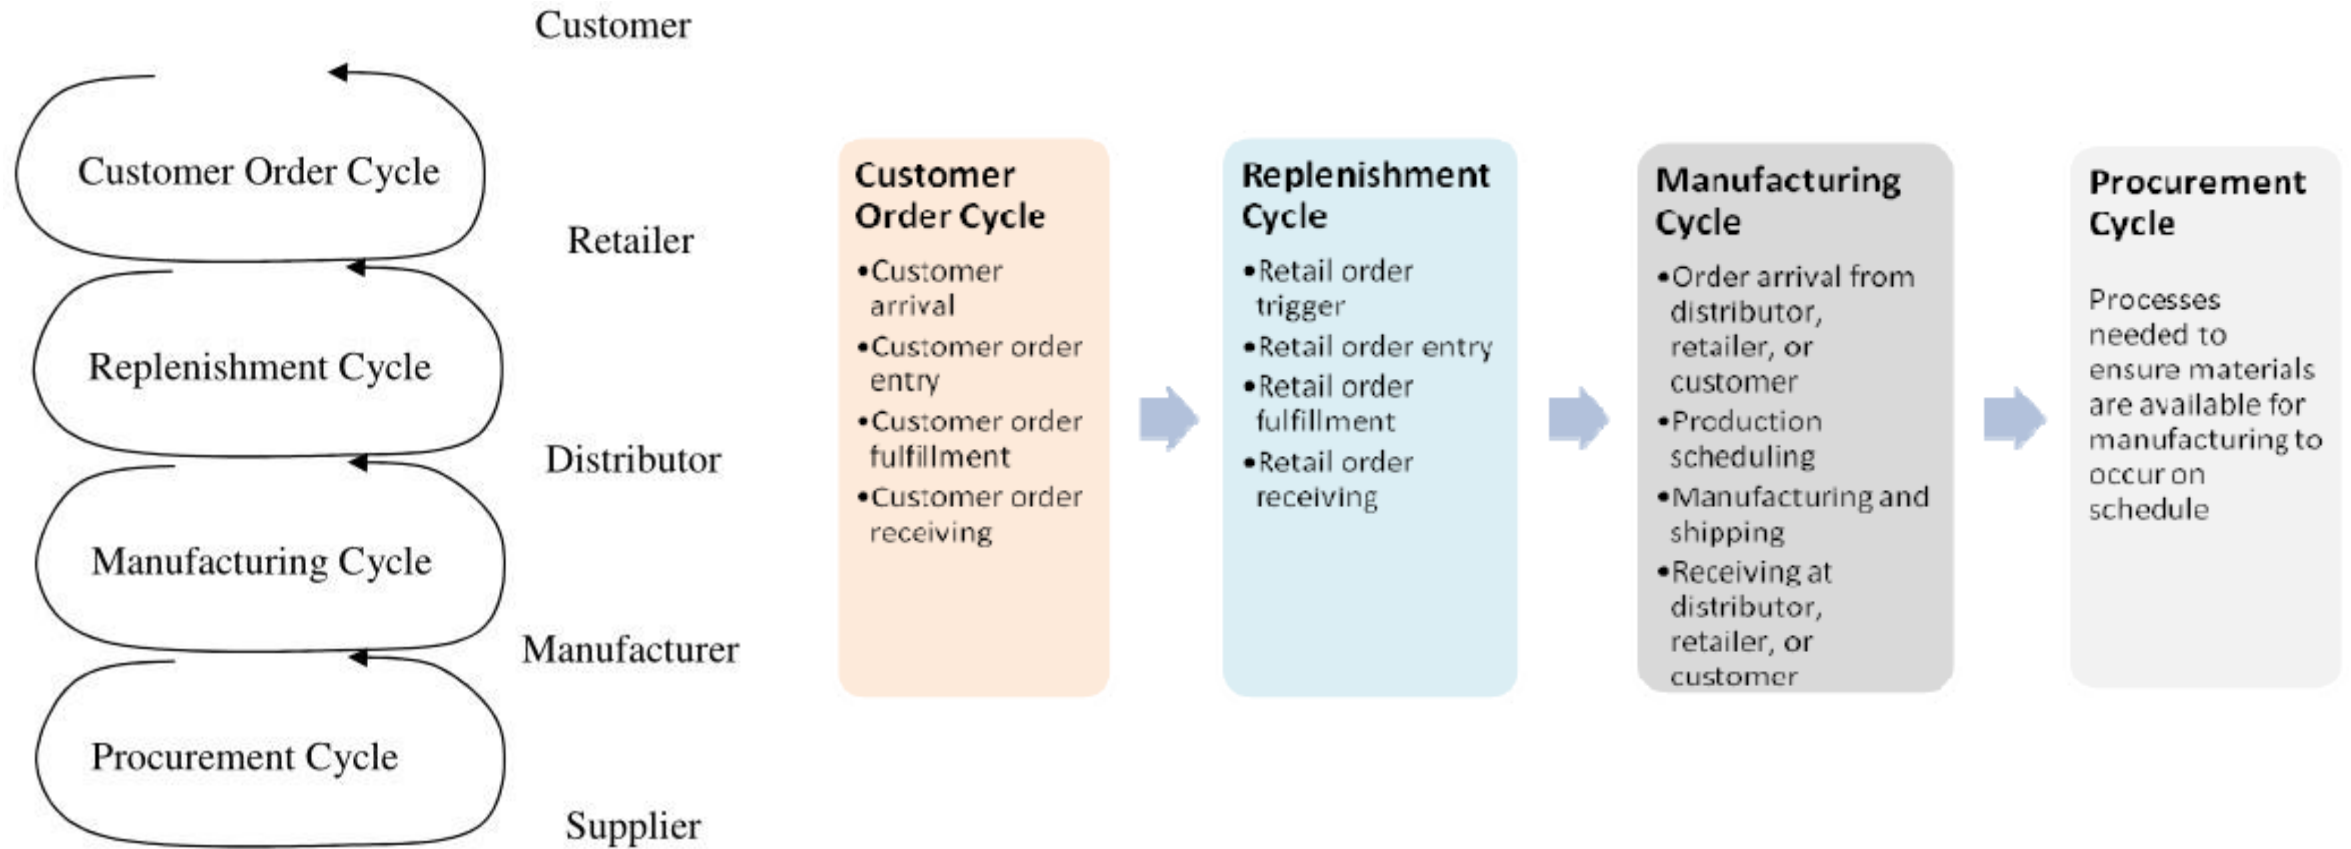 Customer
Customer Order Cycle
Retailer
Replenishment Cycle
Distributor
Manufacturing Cycle
Manufacturer
Procurement Cycle
Supplier
Customer
Order Cycle
•Customer
arrival
•Customer order
entry
•Customer order
fulfillment
•Customer order
receiving
Replenishment
Cycle
•Retail order
trigger
•Retail order entry
•Retail order
fulfillment
•Retail order
receiving
Manufacturing
Cycle
•Order arrival from
distributor,
retailer, or
customer
•Production
scheduling
•Manufacturing and
shipping
•Receiving at
distributor,
retailer, or
customer
Procurement
Cycle
Processes
needed to
ensure materials
are available for
manufacturing to
occur on
schedule